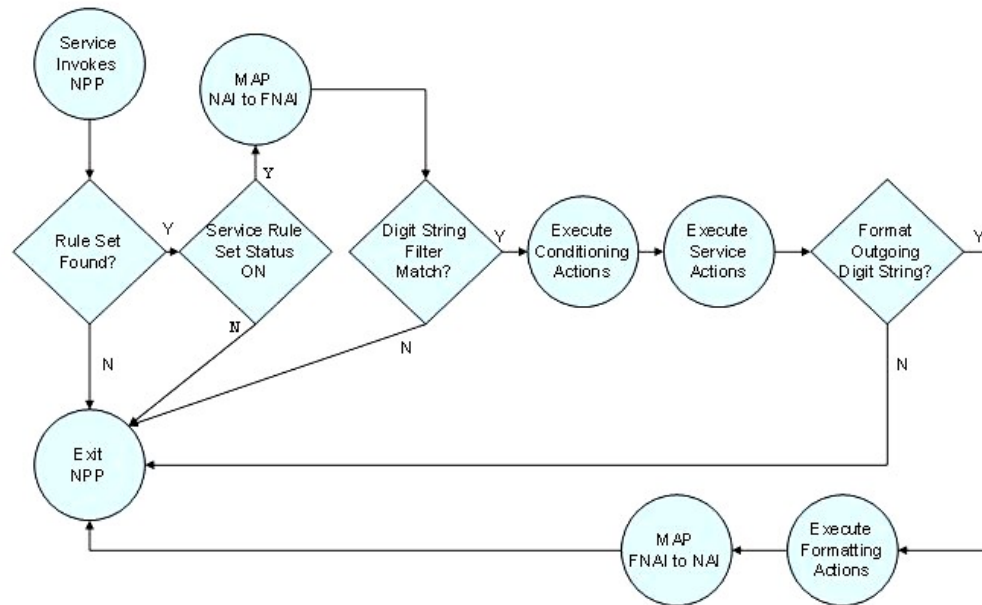 Service
Invokes
NPP
MAP
NAI to FNAI
Y
Rule Set
Found?
Y
Service Rule
Set Status
ON
Digit String
Filter
Match?
Y
Execute
Conditioning
Actions
Execute
Service
Actions
Format
Outgoing
Digit String?
Y
N
N
N
N
Exit
NPP
MAP
FNAI to NAI
Execute
Formatting
Actions